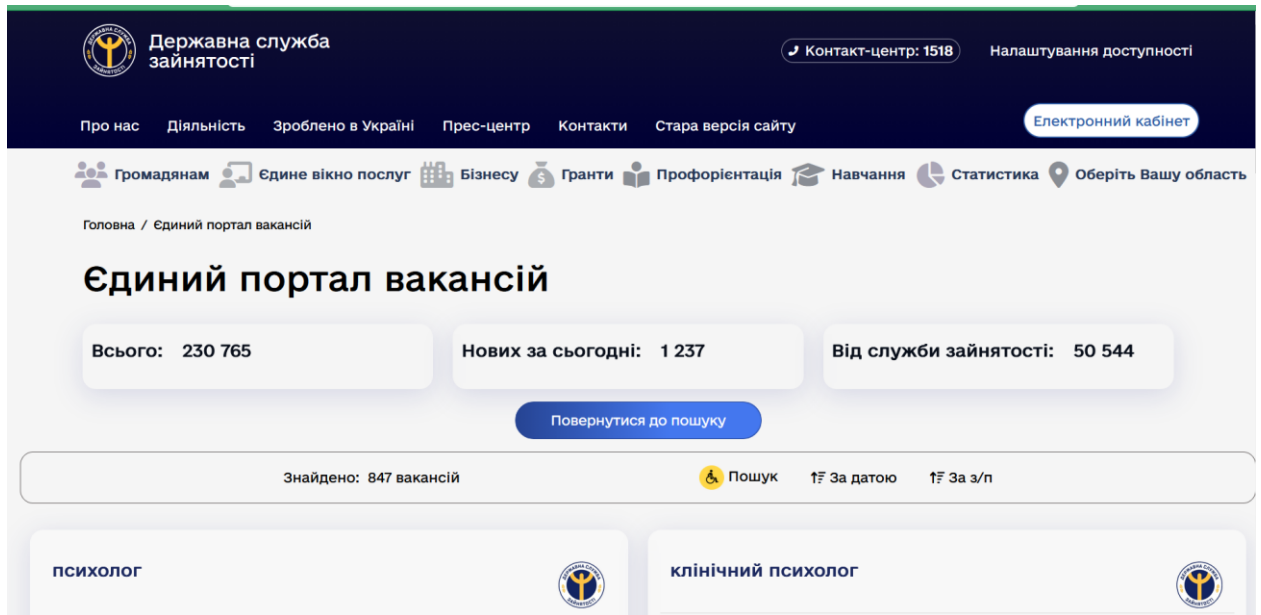 Державна служба
зайнятості
Контакт-центр: 1518
Налаштування доступності
Про нас Діяльність Зроблено в Україні Прес-центр Контакти Стара версія сайту
Електронний кабінет
Громадянам Єдине вікно послуг Бізнесу Гранти Профорієнтація Навчання Статистика Оберіть Вашу область
Головна / Єдиний портал вакансій
Єдиний портал вакансій
Всього: 230 765 Нових за сьогодні: 1 237 Від служби зайнятості: 50 544
Повернутися до пошуку
Знайдено: 847 вакансій Пошук За датою За з/п
психолог клінічний психолог